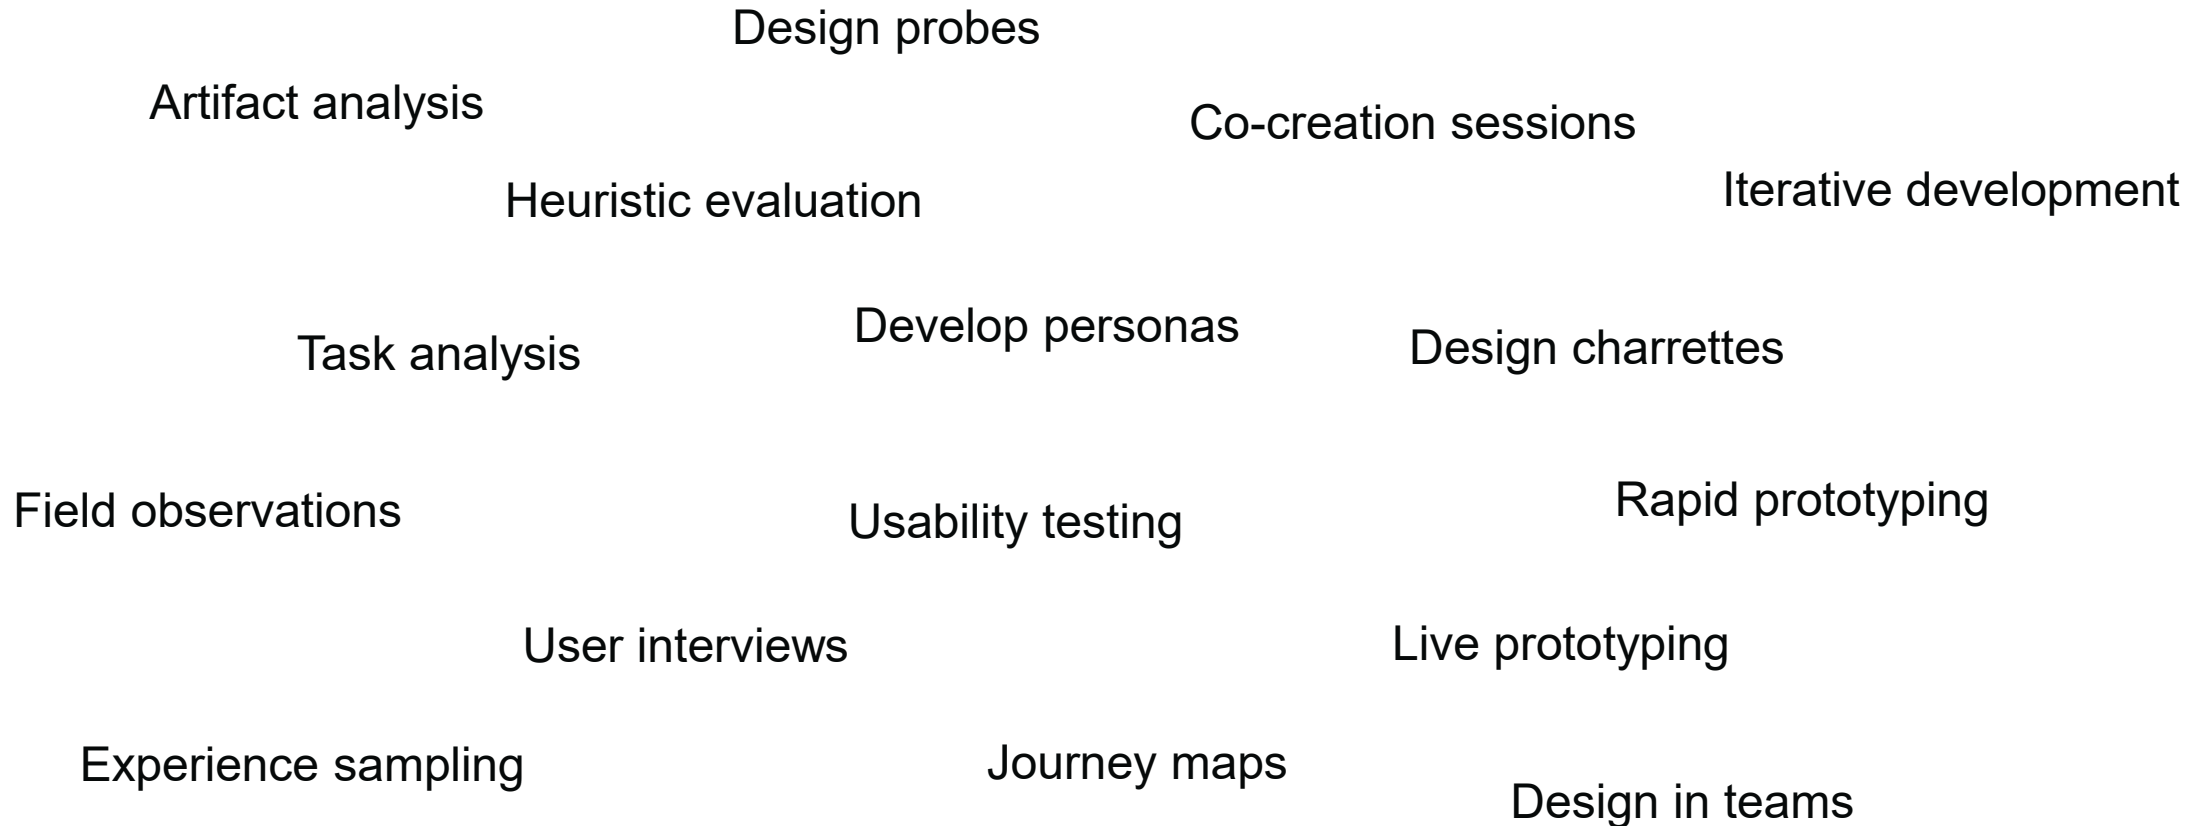 Design probes
Artifact analysis
Co-creation sessions
Iterative development
Heuristic evaluation
Develop personas
Design charrettes
Task analysis
Rapid prototyping
Field observations
Usability testing
Live prototyping
User interviews
Journey maps
Experience sampling
Design in teams